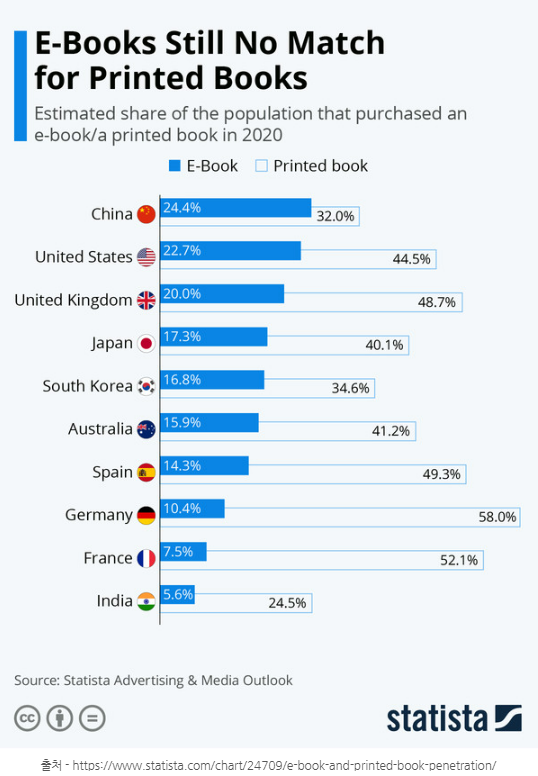 E-Books Still No Match
for Printed Books
Estimated share of the population that purchased an
e-book/a printed book in 2020
E-Book Printed book
China 24.4% 32.0%
United States 22.7% 44.5%
United Kingdom 20.0% 48.7%
Japan 17.3% 40.1%
South Korea 16.8% 34.6%
Australia 15.9% 41.2%
Spain 14.3% 49.3%
Germany 10.4% 58.0%
France 7.5% 52.1%
India 5.6% 24.5%
Source: Statista Advertising & Media Outlook
cc
statista
출처 - https://www.statista.com/chart/24709/e-book-and-printed-book-penetration/